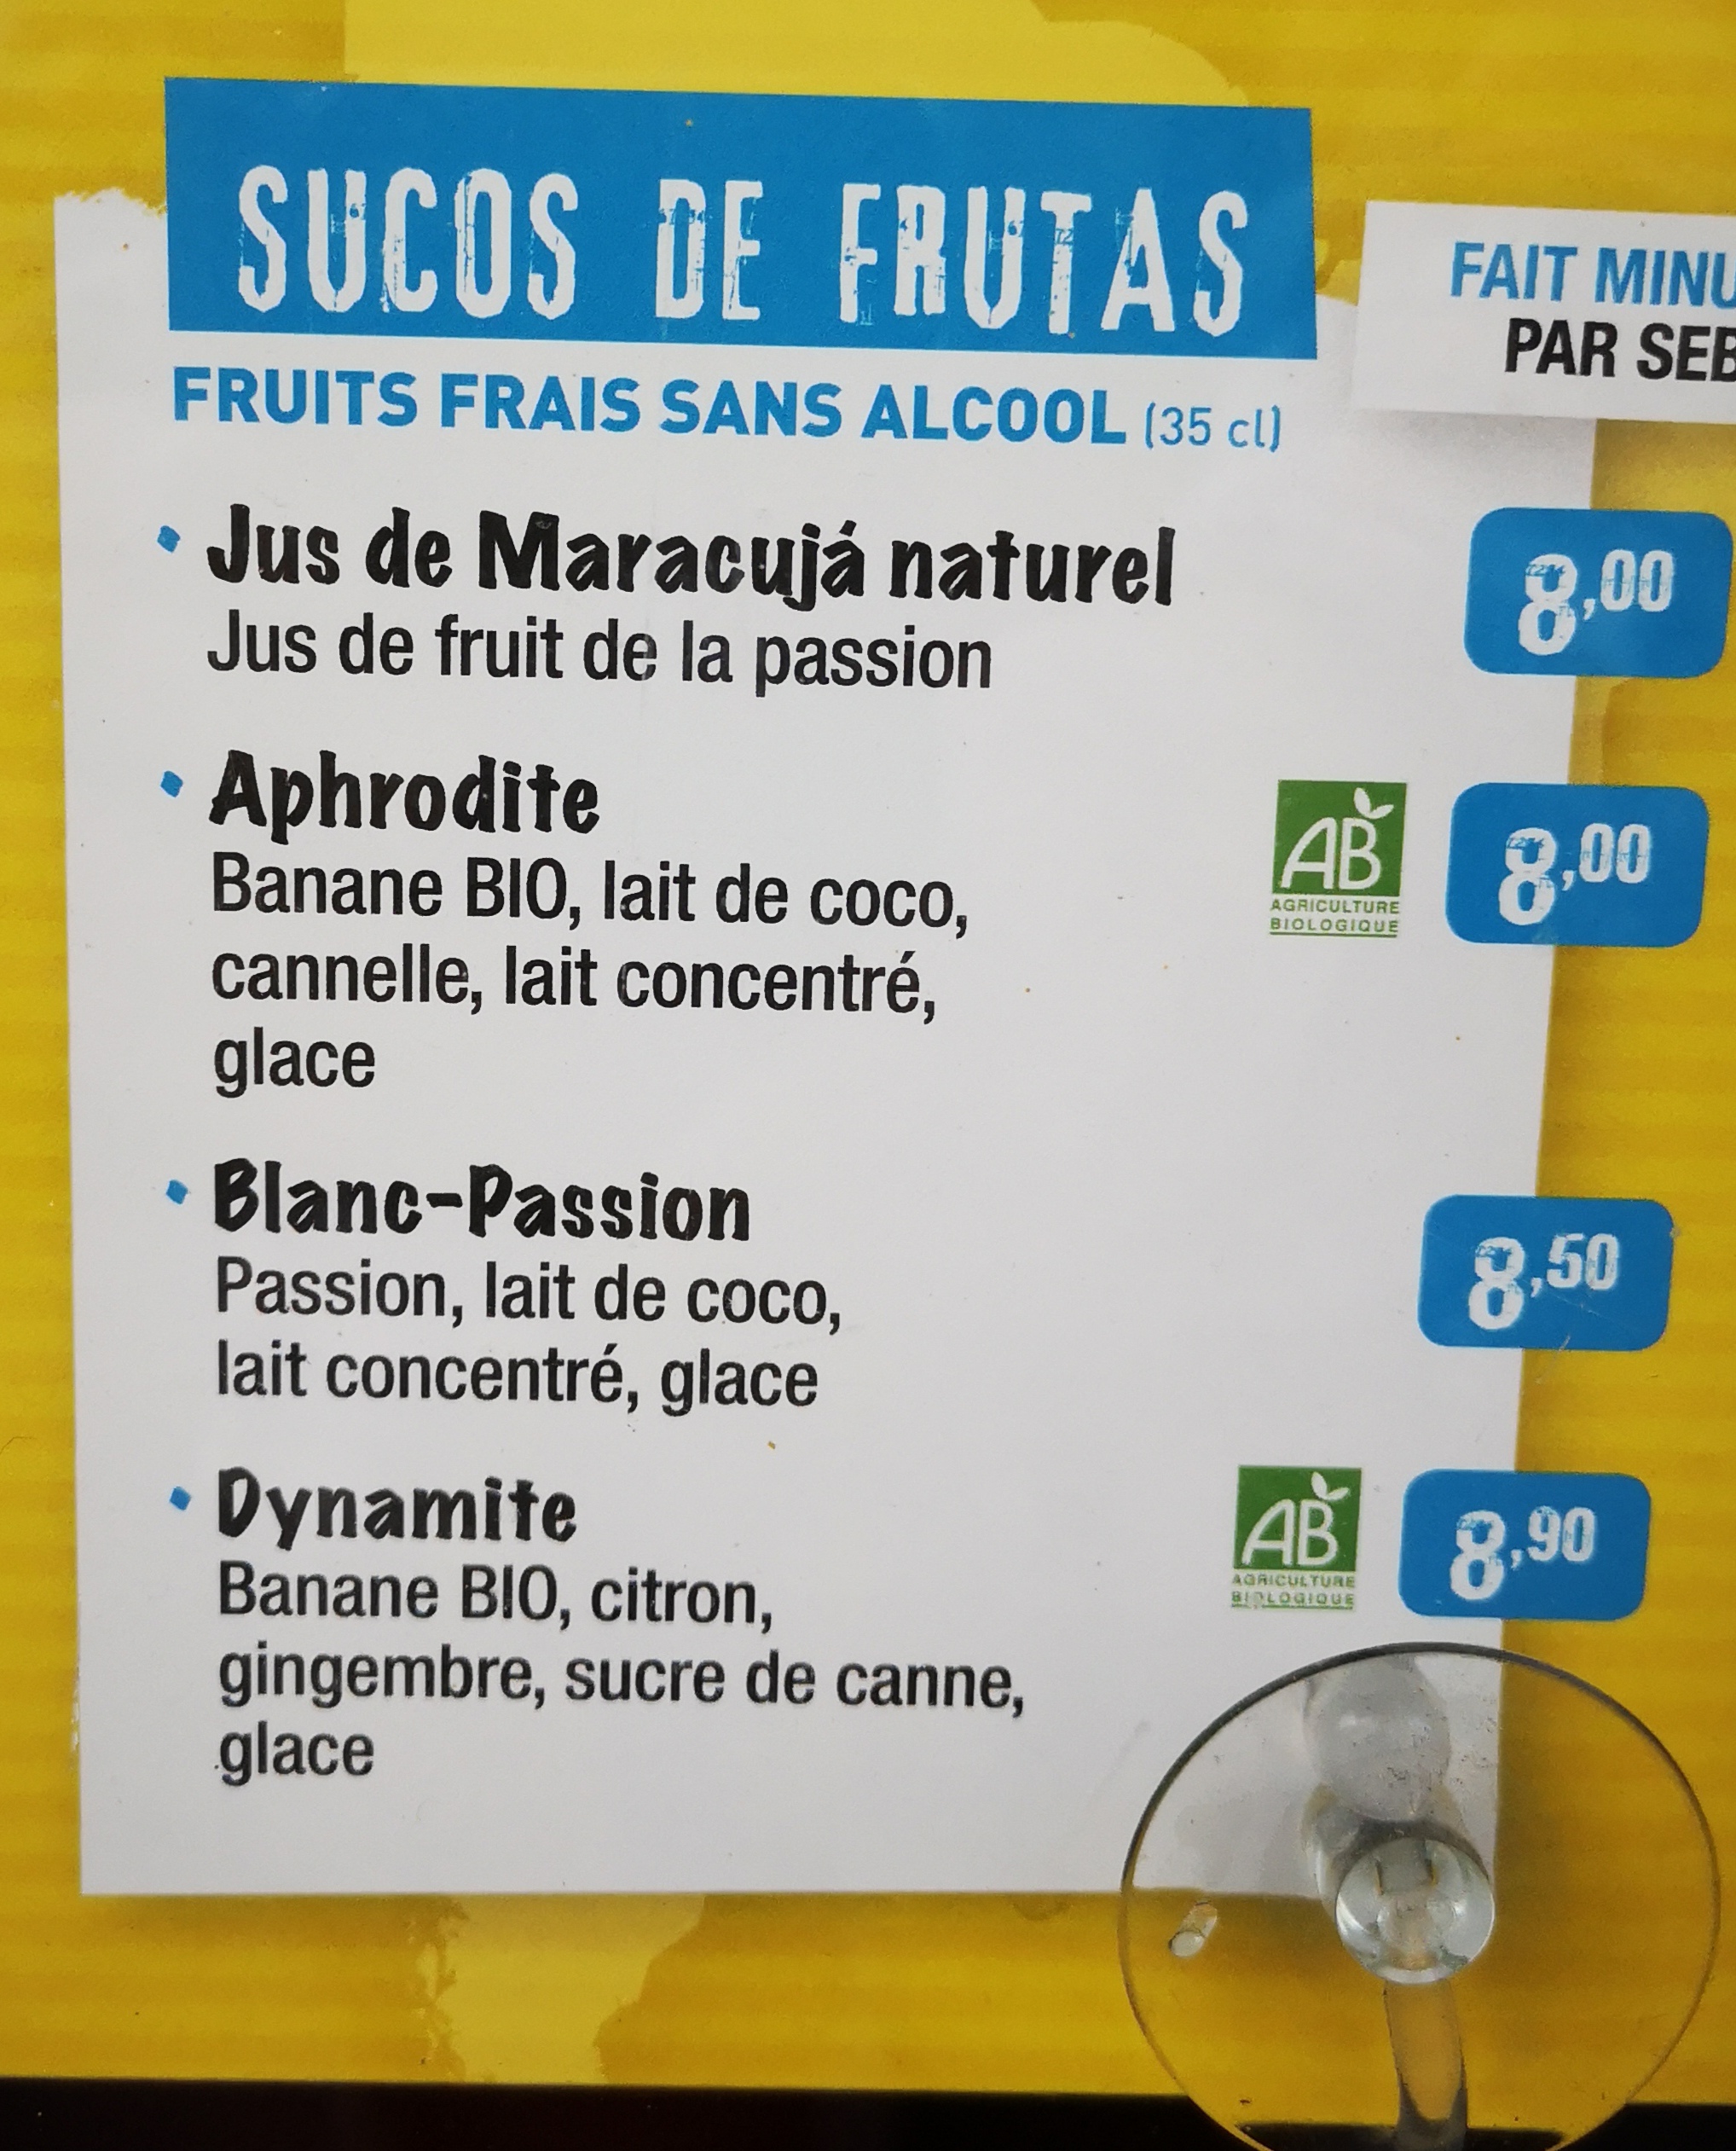 SUCOS DE FRUTAS
FAIT
PAR
FRUITS FRAIS SANS ALCOOL (35 cl)
• Jus de Maracujá naturel
8,00
Jus de fruit de la passion
• Aphrodite
AB
AGRICULTURE
BIOLOGIQUE
8,00
Banane BIO, lait de coco,
cannelle, lait concentré,
glace
• Blanc-Passion
8,50
Passion, lait de coco,
lait concentré, glace
• Dynamite
AB
AGRICULTURE
BIOLOGIQUE
8,90
Banane BIO, citron,
gingembre, sucre de canne,
glace